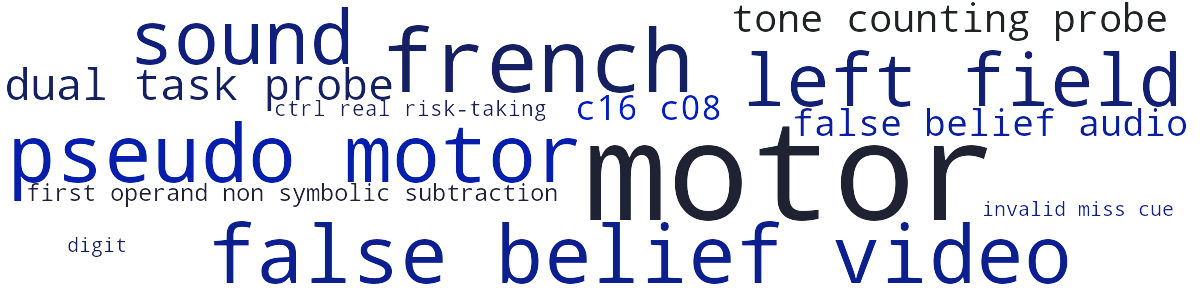 tone counting probe
sound
french
left field
dual task probe
ctrl real risk-taking
c16 c08
false belief audio
pseudo motor
motor
first operand non symbolic subtraction
invalid miss cue
digit
false belief video